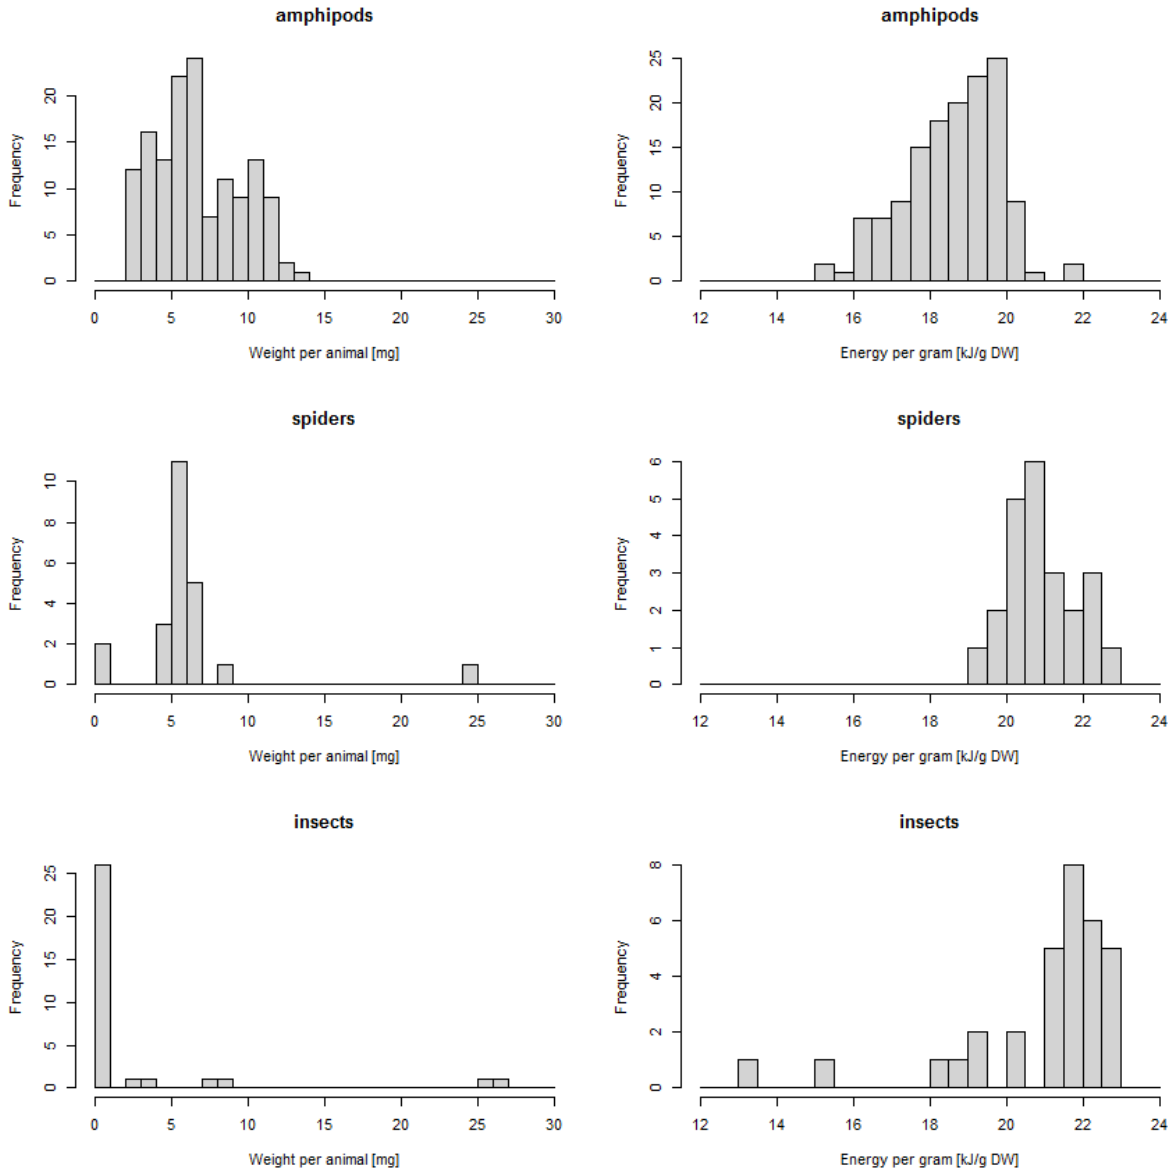 amphipods
Frequency
20
15
10
5
0
0 5 10 15 20 25 30
Weight per animal [mg]
amphipods
Frequency
25
20
15
10
5
0
12 14 16 18 20 22 24
Energy per gram [kJ/g DW]
spiders
Frequency
10
8
6
4
2
0
0 5 10 15 20 25 30
Weight per animal [mg]
spiders
Frequency
6
5
4
3
2
1
0
12 14 16 18 20 22 24
Energy per gram [kJ/g DW]
insects
Frequency
25
20
15
10
5
0
0 5 10 15 20 25 30
Weight per animal [mg]
insects
Frequency
8
6
4
2
0
12 14 16 18 20 22 24
Energy per gram [kJ/g DW]